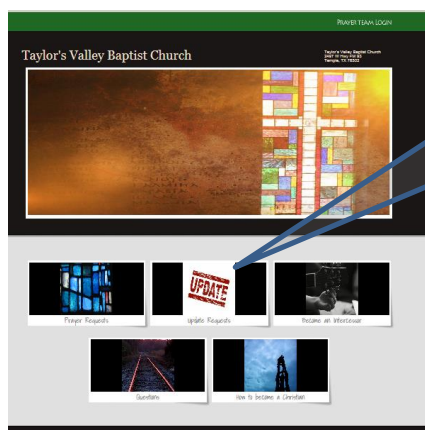 PRAYER TEAM LOGIN
Taylor's Valley Baptist Church
Taylor's Valley Baptist Church
Temple, TX 76502
UPDATE
Prayer Requests
Update Requests
Become an Intercessor
Questions
How to become a Christian